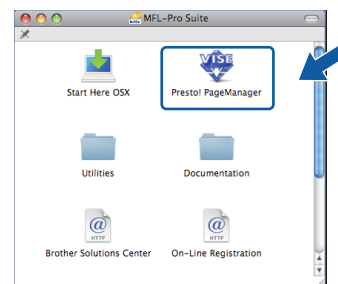 MFL-Pro Suite
VISE
Start Here OSX
Presto! PageManager
Utilities
Documentation
@
HTTP
@
HTTP
Brother Solutions Center
On-Line Registration